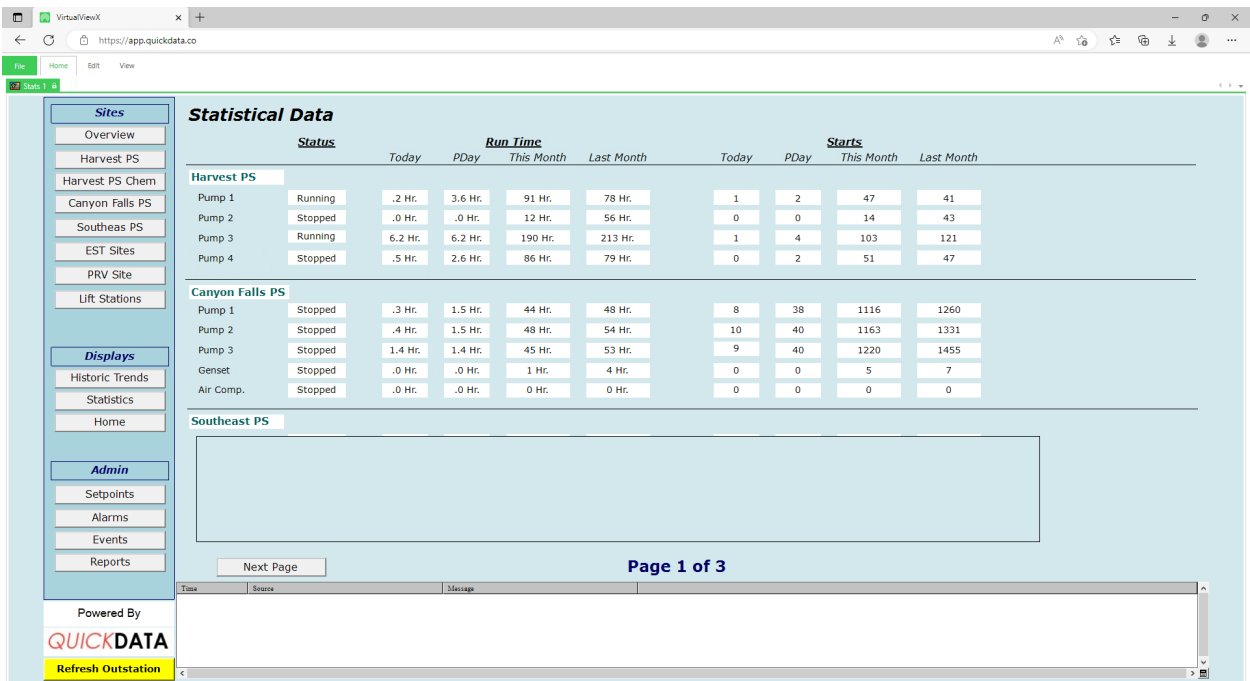 VirtualViewX
https://app.quickdata.co
File Home Edit View
Stats 1
Sites
Overview
Harvest PS
Harvest PS Chem
Canyon Falls PS
Southeas PS
EST Sites
PRV Site
Lift Stations
Displays
Historic Trends
Statistics
Home
Admin
Setpoints
Alarms
Events
Reports
Powered By
QUICKDATA
Refresh Outstation
Statistical Data
Status Run Time Starts
Today PDay This Month Last Month Today PDay This Month Last Month
Harvest PS
Pump 1 Running .2 Hr. 3.6 Hr. 91 Hr. 78 Hr. 1 2 47 41
Pump 2 Stopped .0 Hr. .0 Hr. 12 Hr. 56 Hr. 0 0 14 43
Pump 3 Running 6.2 Hr. 6.2 Hr. 190 Hr. 213 Hr. 1 4 103 121
Pump 4 Stopped .5 Hr. 2.6 Hr. 86 Hr. 79 Hr. 0 2 51 47
Canyon Falls PS
Pump 1 Stopped .3 Hr. 1.5 Hr. 44 Hr. 48 Hr. 8 38 1116 1260
Pump 2 Stopped .4 Hr. 1.5 Hr. 48 Hr. 54 Hr. 10 40 1163 1331
Pump 3 Stopped 1.4 Hr. 1.4 Hr. 45 Hr. 53 Hr. 9 40 1220 1455
Genset Stopped .0 Hr. .0 Hr. 1 Hr. 4 Hr. 0 0 5 7
Air Comp. Stopped .0 Hr. .0 Hr. 0 Hr. 0 Hr. 0 0 0 0
Southeast PS
Next Page Page 1 of 3
Time Source Message